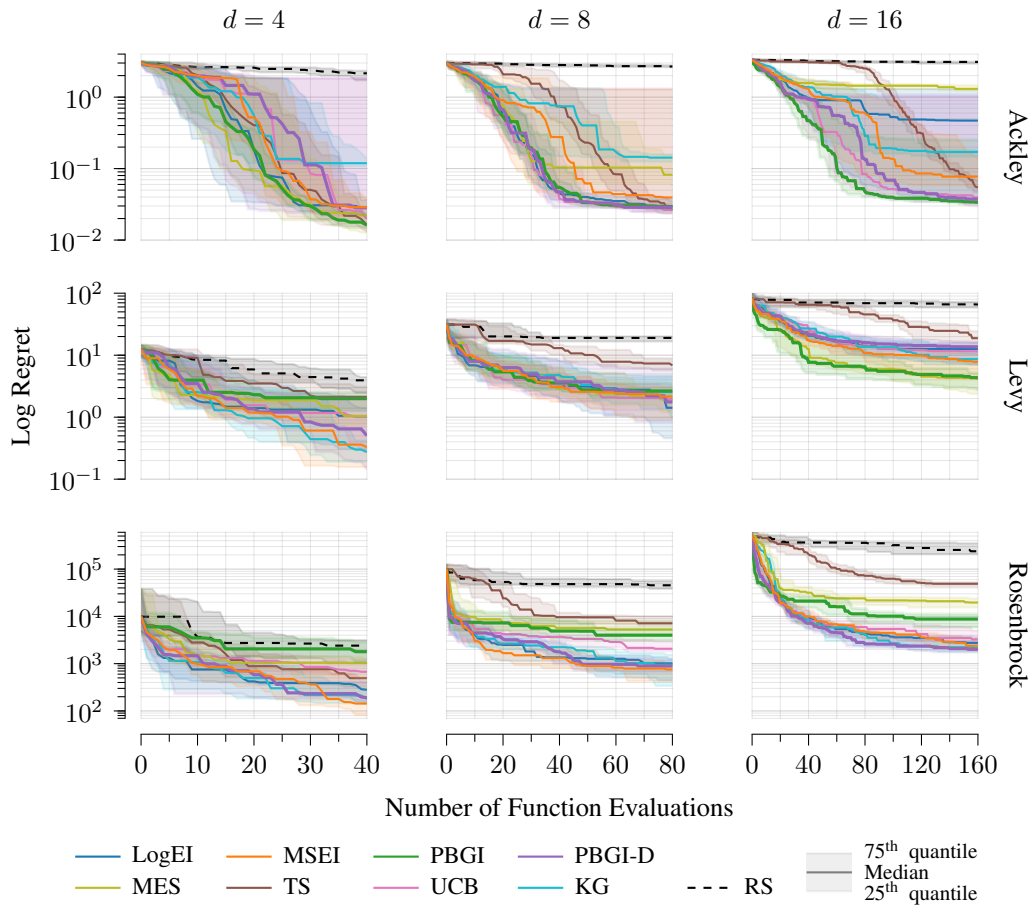 d = 4 d = 8 d = 16
10^0
10^-1
10^-2
Ackley
10^2
10^1
10^0
10^-1
Levy
Log Regret
10^5
10^4
10^3
10^2
Rosenbrock
0 10 20 30 40 0 20 40 60 80 0 40 80 120 160
Number of Function Evaluations
LogEI MSEI PBGI PBGI-D 75th quantile
Median
MES TS UCB KG RS 25th quantile